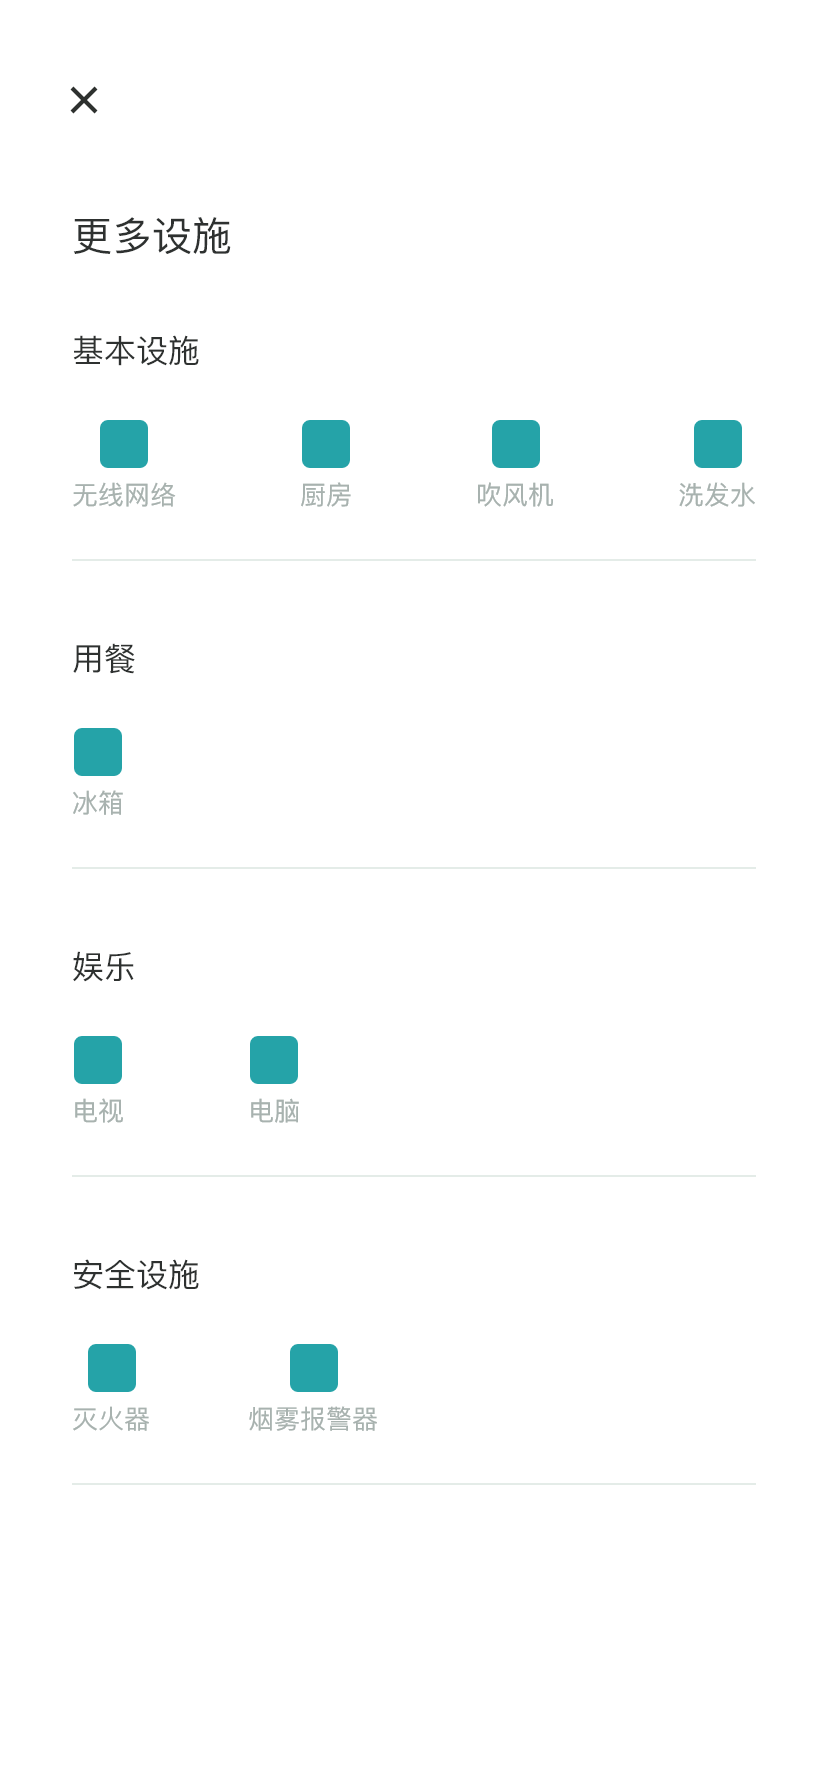 更多设施
基本设施
无线网络 厨房 吹风机 洗发水
用餐
冰箱
娱乐
电视 电脑
安全设施
灭火器 烟雾报警器